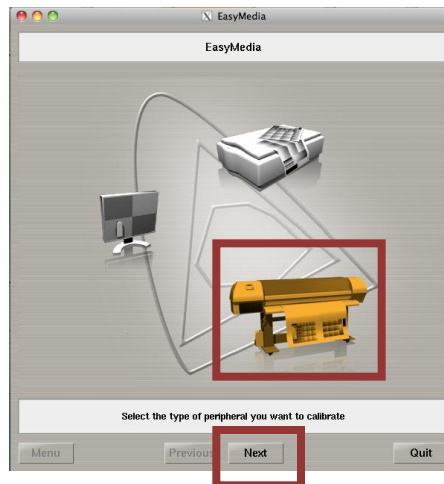 EasyMedia
EasyMedia
Select the type of peripheral you want to calibrate
Menu Previous Next Quit